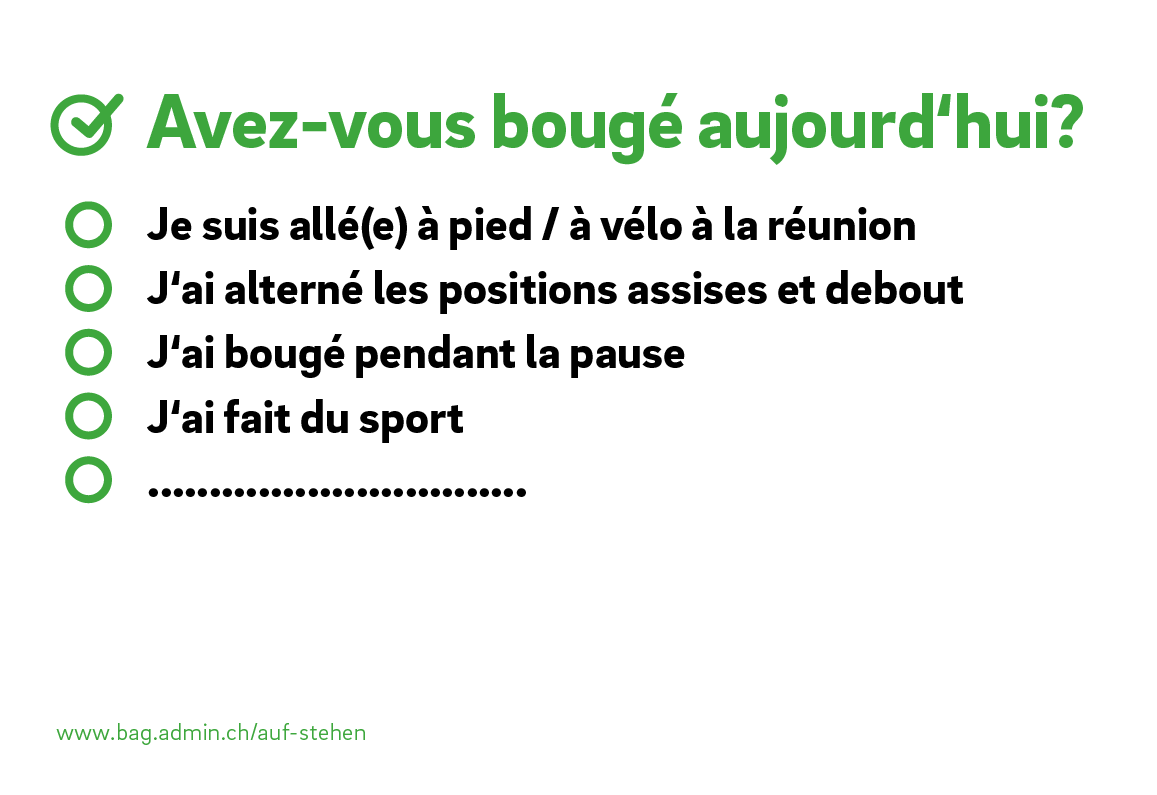 Avez-vous bougé aujourd‘hui?
Je suis allé(e) à pied / à vélo à la réunion
J‘ai alterné les positions assises et debout
J‘ai bougé pendant la pause
J‘ai fait du sport
...............................
www.bag.admin.ch/auf-stehen